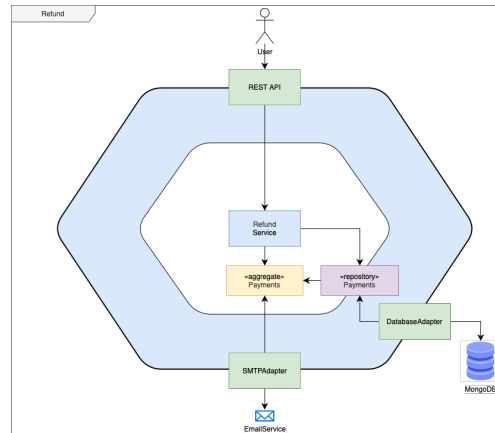 Refund
User
REST API
Refund
Service
«aggregate»
Payments
«repository»
Payments
DatabaseAdapter
MongoDB
SMTPAdapter
EmailService